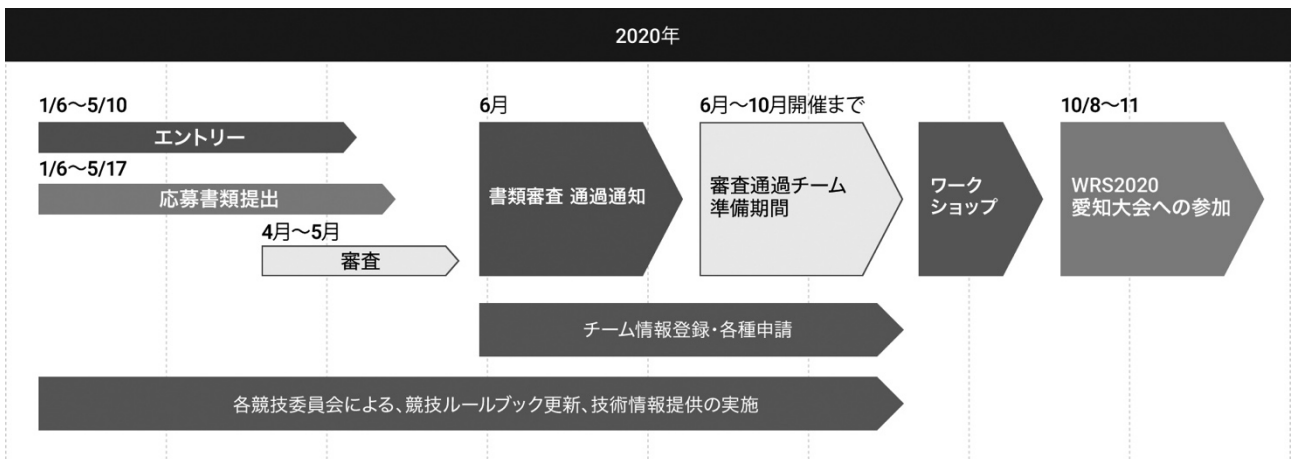 2020年
1/6〜5/10
エントリー
1/6〜5/17
応募書類提出
4月〜5月
審査
6月
書類審査 通過通知
6月〜10月開催まで
審査通過チーム
準備期間
ワーク
ショップ
10/8〜11
WRS2020
愛知大会への参加
チーム情報登録・各種申請
各競技委員会による、競技ルールブック更新、技術情報提供の実施